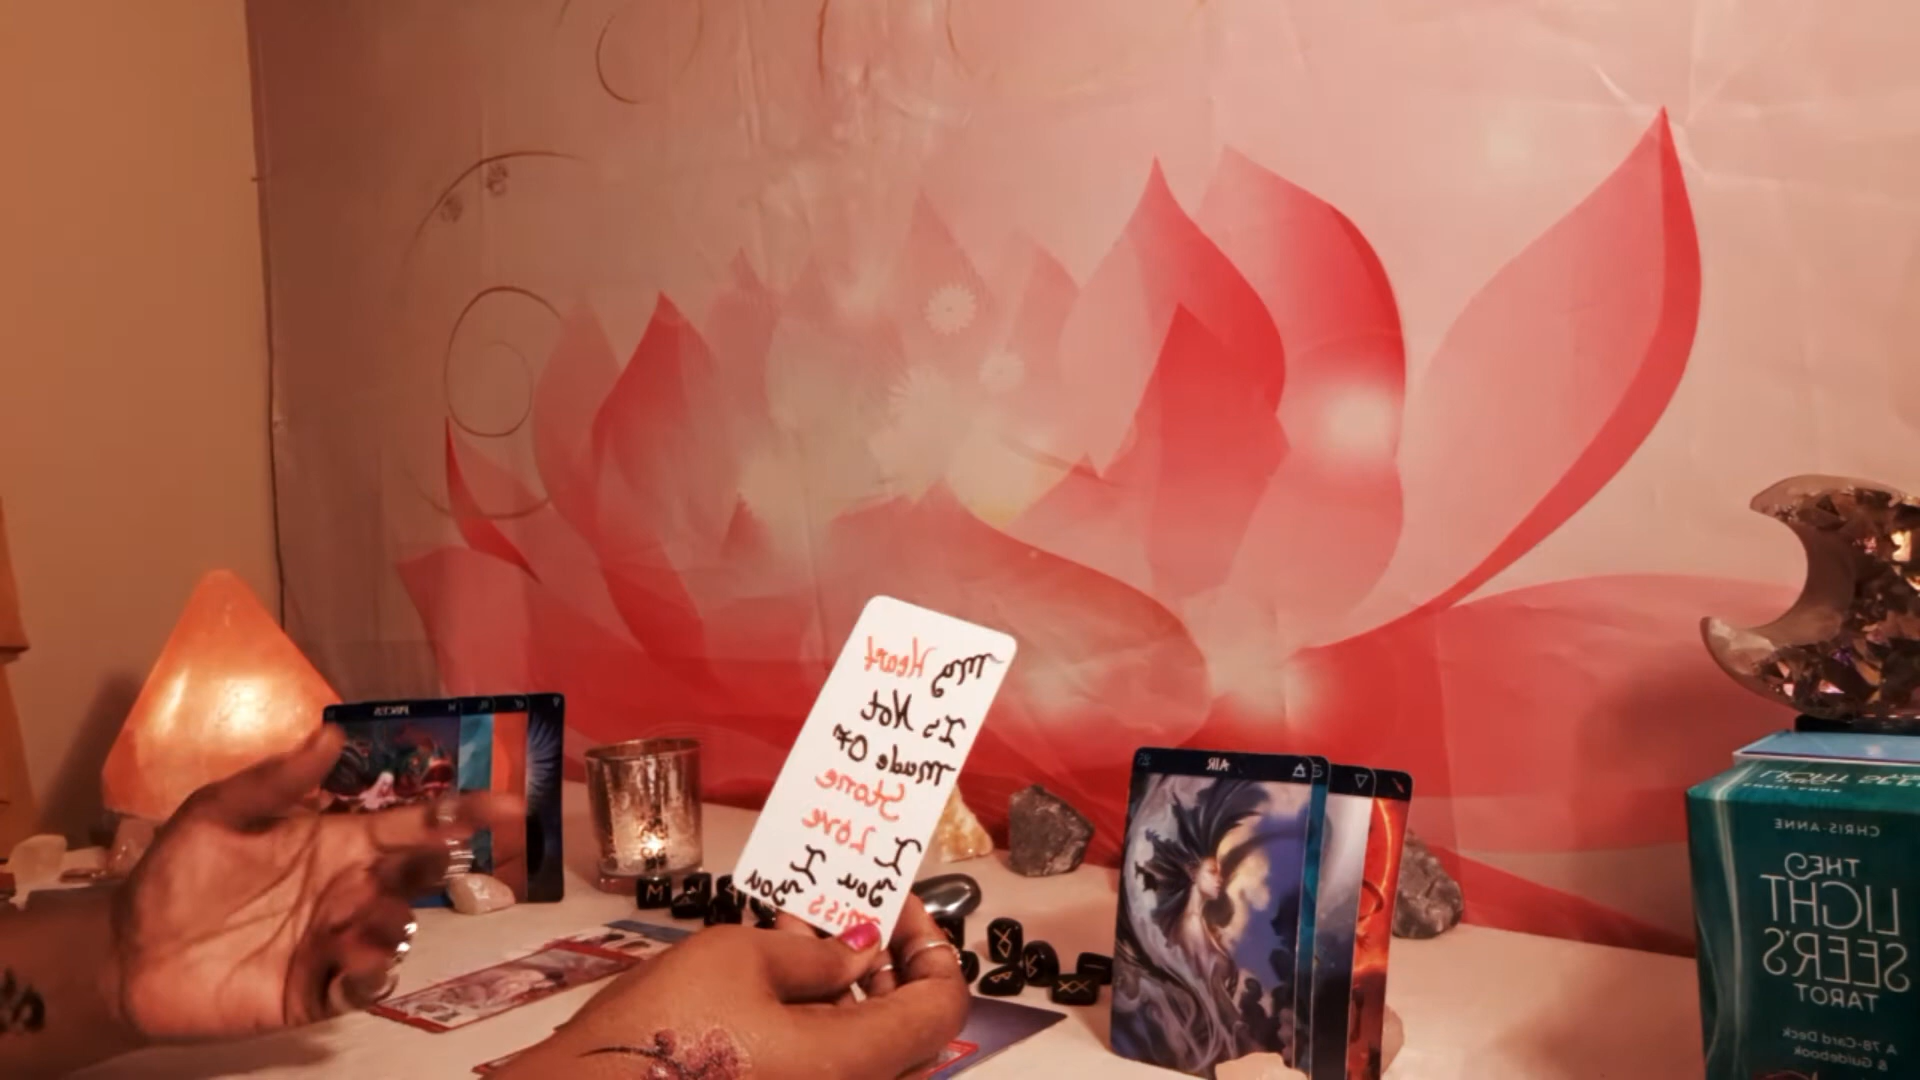 My Heart
Is Not
Made Of
Stone
I Love
you I
miss you
PISCES
AIR
CHRIS-ANNE
THE
LIGHT
SEER'S
TAROT
A 78-Card Deck
& Guidebook